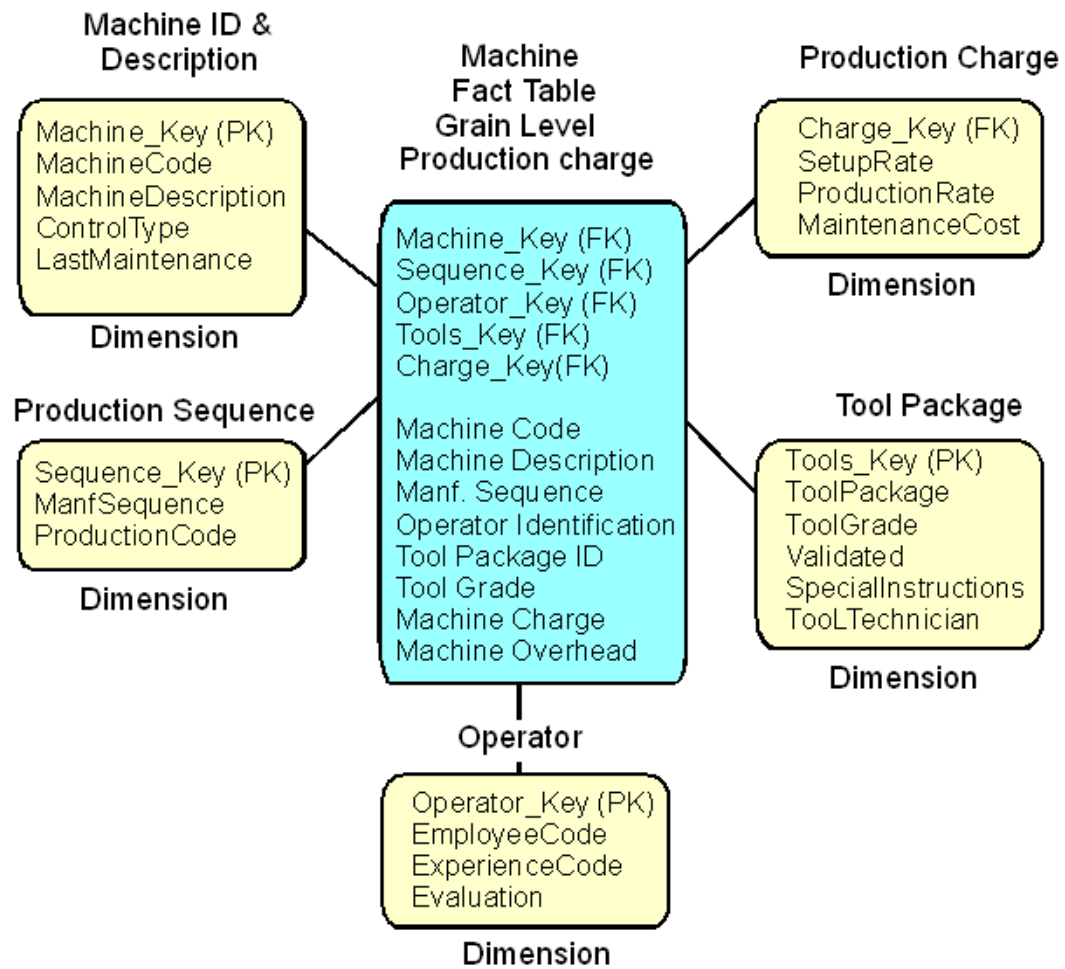 Machine ID &
Description
Machine_Key (PK)
MachineCode
MachineDescription
ControlType
LastMaintenance
Dimension
Production Sequence
Sequence_Key (PK)
ManfSequence
ProductionCode
Dimension
Machine
Fact Table
Grain Level
Production charge
Machine_Key (FK)
Sequence_Key (FK)
Operator_Key (FK)
Tools_Key (FK)
Charge_Key(FK)
Machine Code
Machine Description
Manf. Sequence
Operator Identification
Tool Package ID
Tool Grade
Machine Charge
Machine Overhead
Operator
Operator_Key (PK)
EmployeeCode
ExperienceCode
Evaluation
Dimension
Production Charge
Charge_Key (FK)
SetupRate
ProductionRate
MaintenanceCost
Dimension
Tool Package
Tools_Key (PK)
ToolPackage
ToolGrade
Validated
SpecialInstructions
TooLTechnician
Dimension